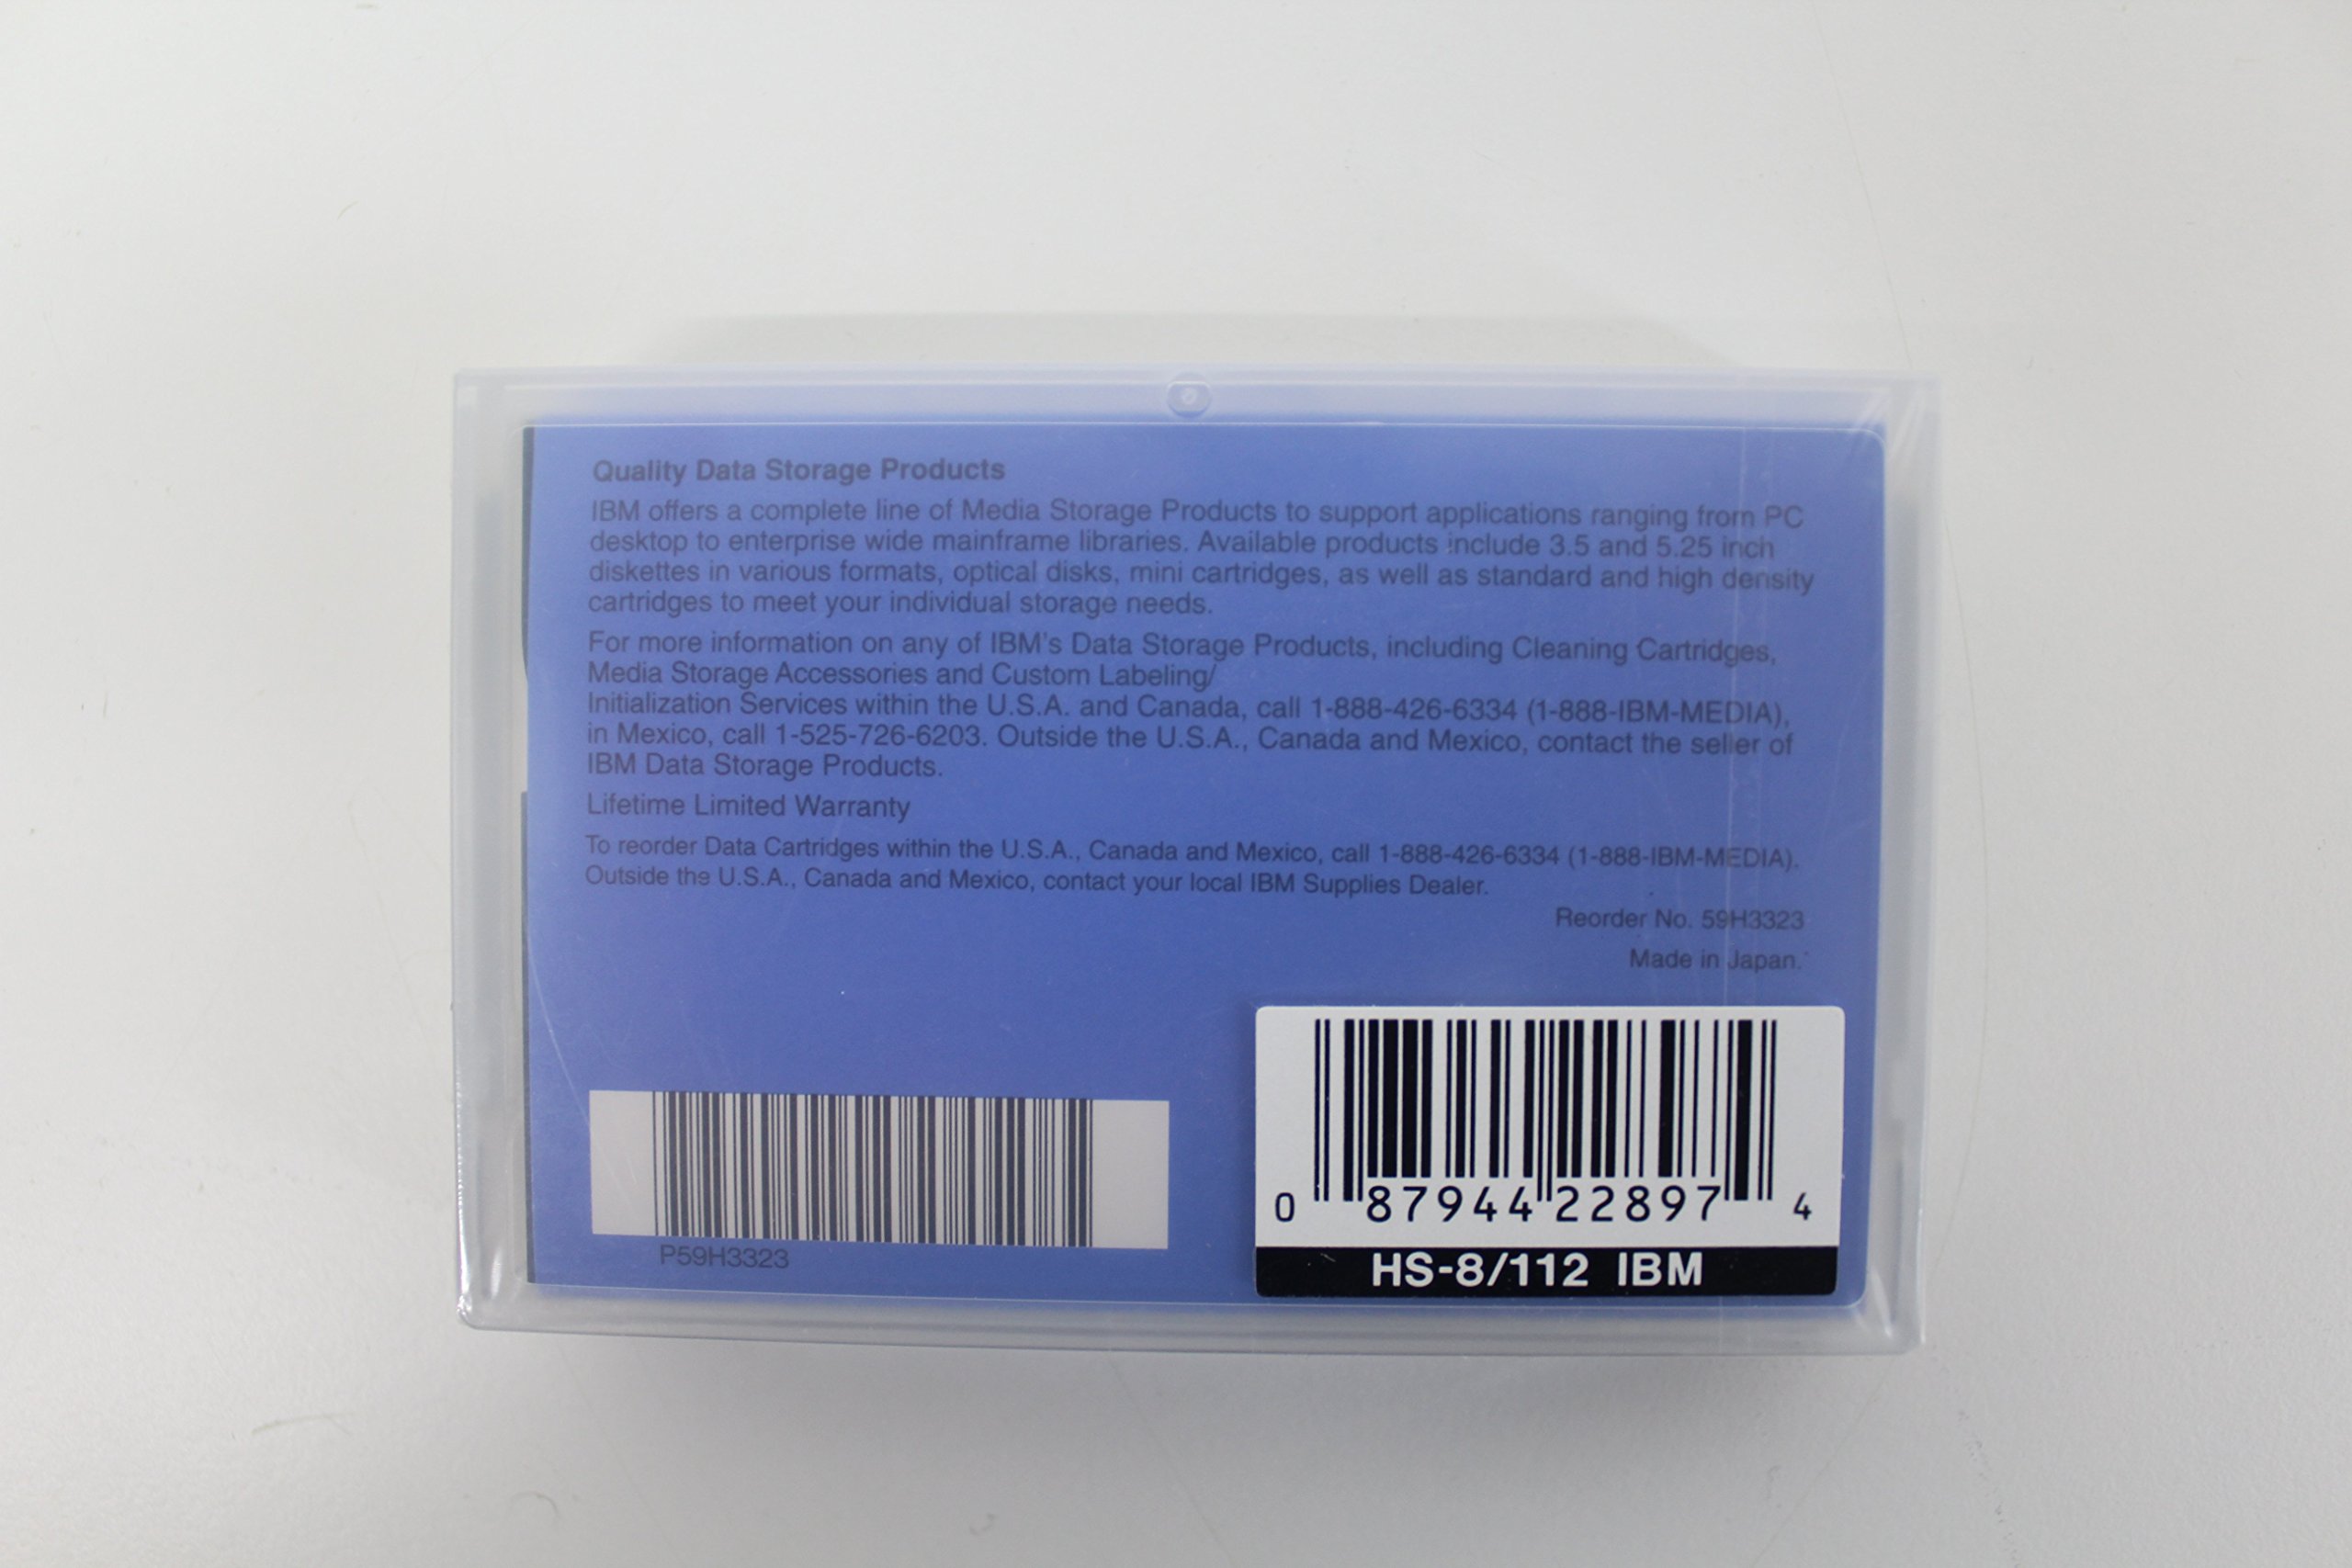 Quality Data Storage Products
IBM offers a complete line of Media Storage Products to support applications ranging from PC
desktop to enterprise wide mainframe libraries. Available products include 3.5 and 5.25 inch
diskettes in various formats, optical disks, mini cartridges, as well as standard and high density
cartridges to meet your individual storage needs.
For more information on any of IBM's Data Storage Products, including Cleaning Cartridges,
Media Storage Accessories and Custom Labeling/
Initialization Services within the U.S.A. and Canada, call 1-888-426-6334 (1-888-IBM-MEDIA),
in Mexico, call 1-525-726-6203. Outside the U.S.A., Canada and Mexico, contact the seller of
IBM Data Storage Products.
Lifetime Limited Warranty
To reorder Data Cartridges within the U.S.A., Canada and Mexico, call 1-888-426-6334 (1-888-IBM-MEDIA).
Outside the U.S.A., Canada and Mexico, contact your local IBM Supplies Dealer.
Reorder No. 59H3323
Made in Japan.
P59H3323
0 87944 22897 4
HS-8/112 IBM